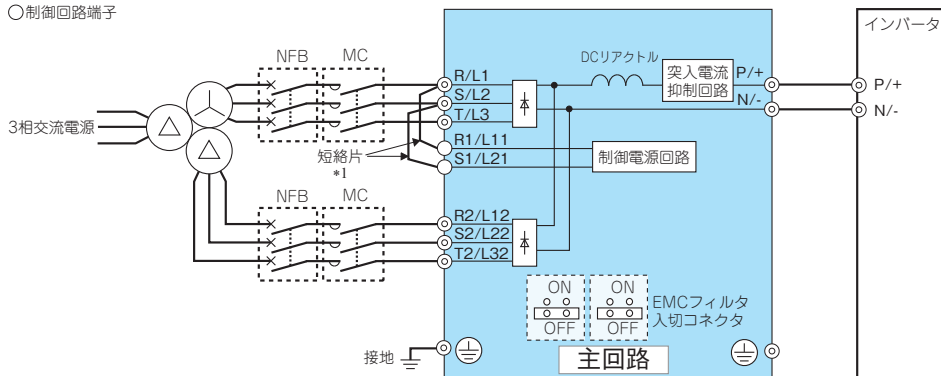 ○制御回路端子
インバータ
NFB
MC
DCリアクトル
突入電流
抑制回路
P/+
N/-
P/+
N/-
R/L1
S/L2
T/L3
3相交流電源
短絡片
*1
R1/L11
S1/L21
制御電源回路
NFB
MC
R2/L12
S2/L22
T2/L32
ON
OFF
ON
OFF
EMCフィルタ
入切コネクタ
接地
主回路